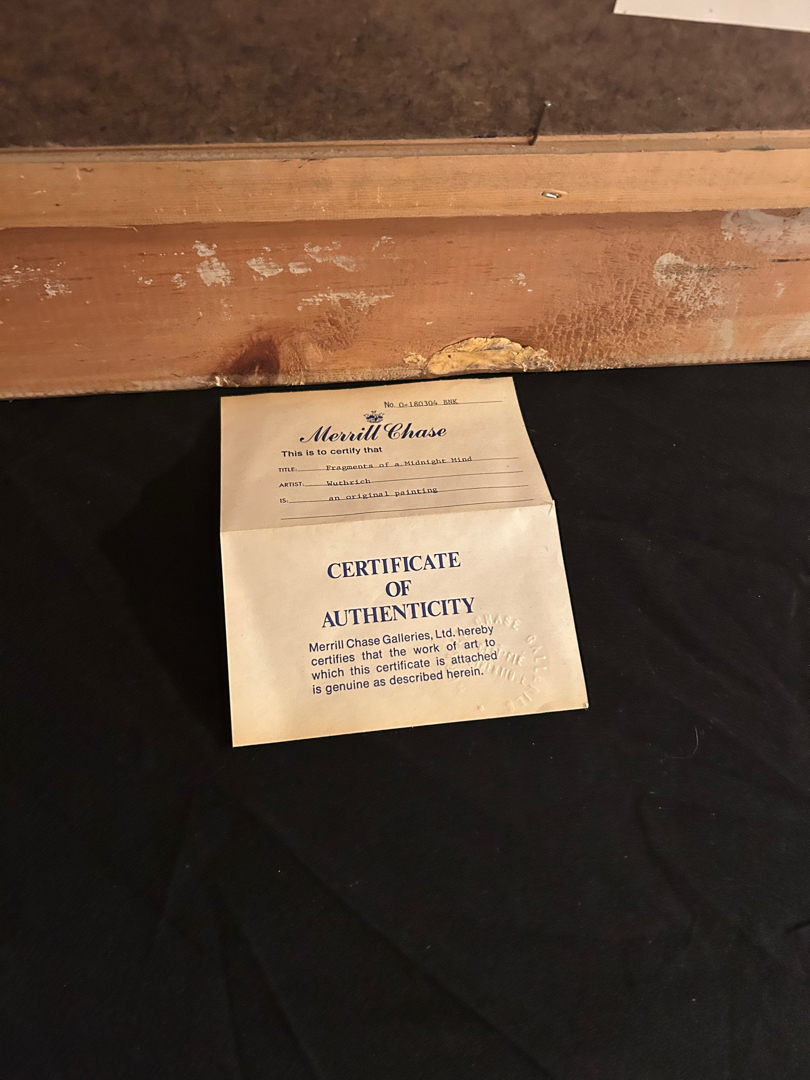 No. O-180304 BNK
Merrill Chase
This is to certify that
TITLE: Fragments of a Midnight Mind
ARTIST: Wuthrich
IS: an original painting
CERTIFICATE
OF
AUTHENTICITY
Merrill Chase Galleries, Ltd. hereby
certifies that the work of art to
which this certificate is attached
is genuine as described herein.
CHASE GALLERIES